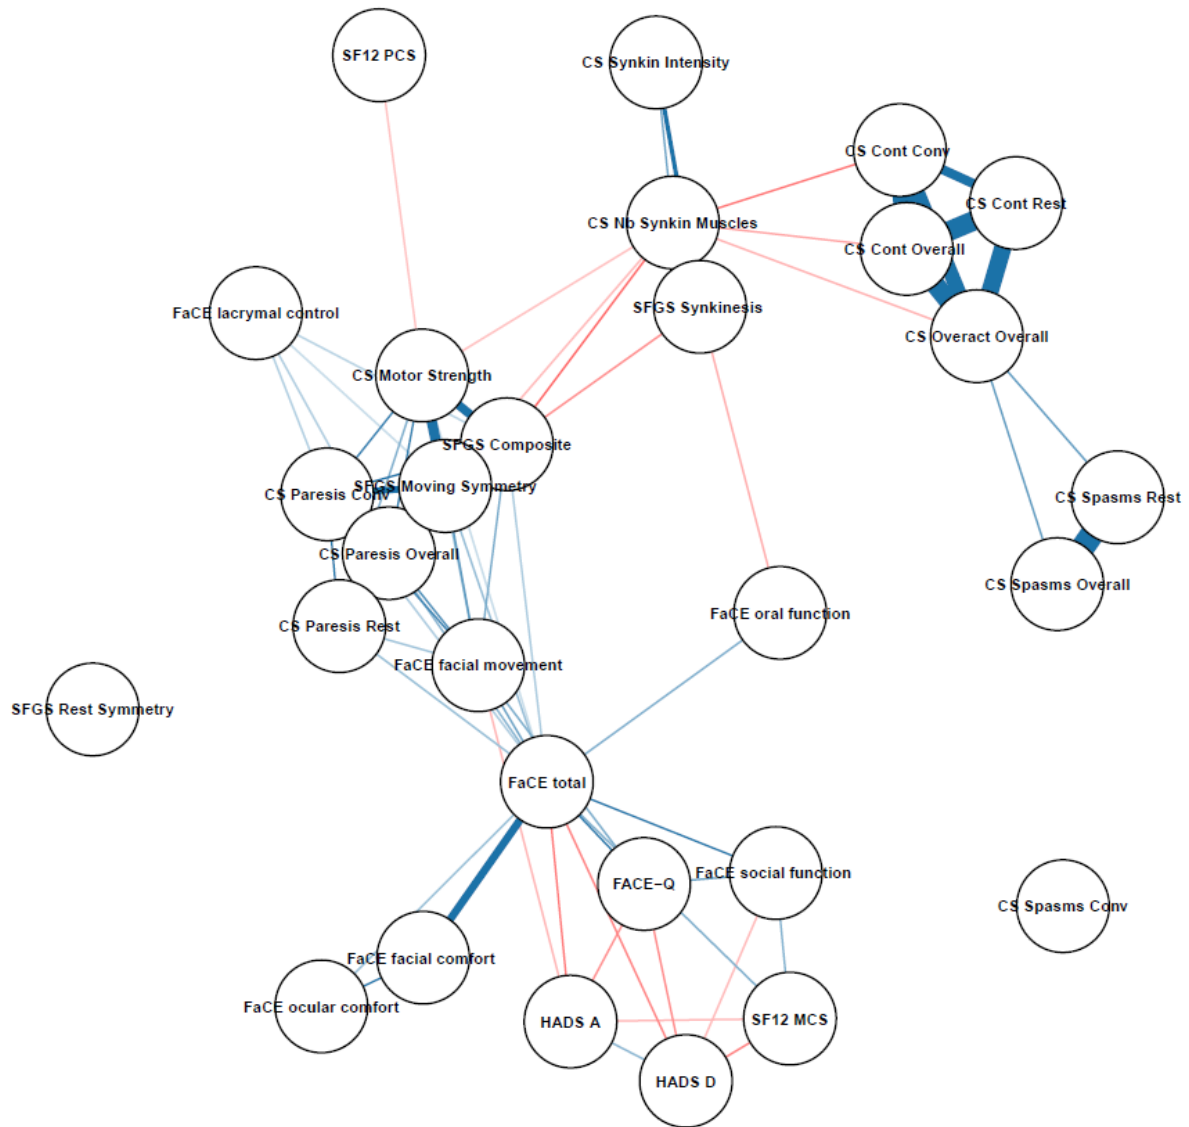 SF12 PCS
CS Synkin Intensity
CS Cont Conv
CS Cont Rest
CS Nb Synkin Muscles
CS Cont Overall
SFGS Synkinesis
FaCE lacrymal control
CS Overact Overall
CS Motor Strength
SFGS Composite
SFGS Moving Symmetry
CS Paresis Conv
CS Spasms Rest
CS Paresis Overall
CS Spasms Overall
FaCE oral function
CS Paresis Rest
FaCE facial movement
SFGS Rest Symmetry
FaCE total
FaCE social function
FACE−Q
CS Spasms Conv
FaCE facial comfort
FaCE ocular comfort
SF12 MCS
HADS A
HADS D